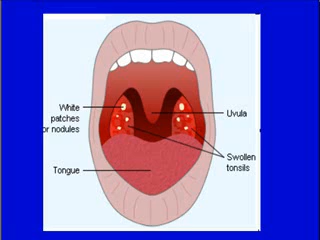 White
patches
or nodules
Uvula
Swollen
tonsils
Tongue